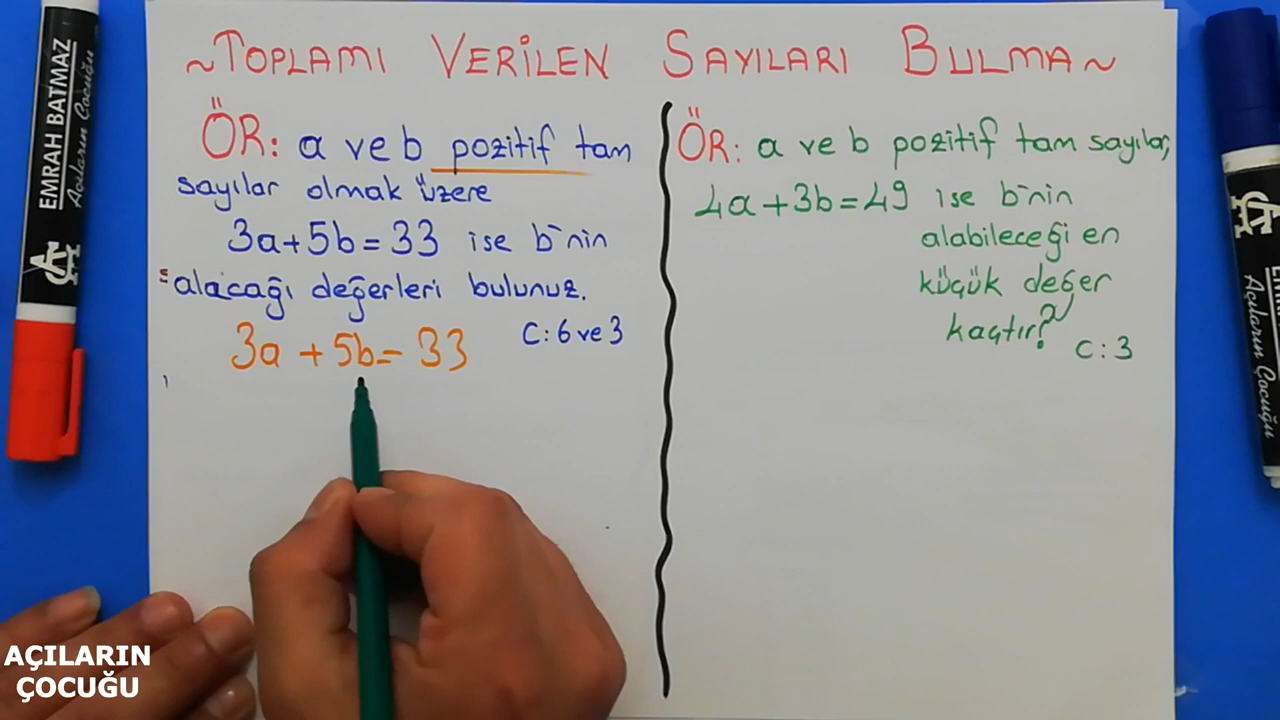 ~TOPLAMI VERİLEN SAYILARI BULMA~
ÖR: a ve b pozitif tam
sayılar olmak üzere
3a+5b=33 ise b'nin
alacağı değerleri bulunuz.
C:6 ve 3
3a + 5b = 33
ÖR: a ve b pozitif tam sayılar,
4a+3b=49 ise b'nin
alabileceği en
küçük değer
kaçtır?
C:3
EMRAH BATMAZ
Açıların Çocuğu
Açıların Çocuğu
AÇILARIN
ÇOCUĞU